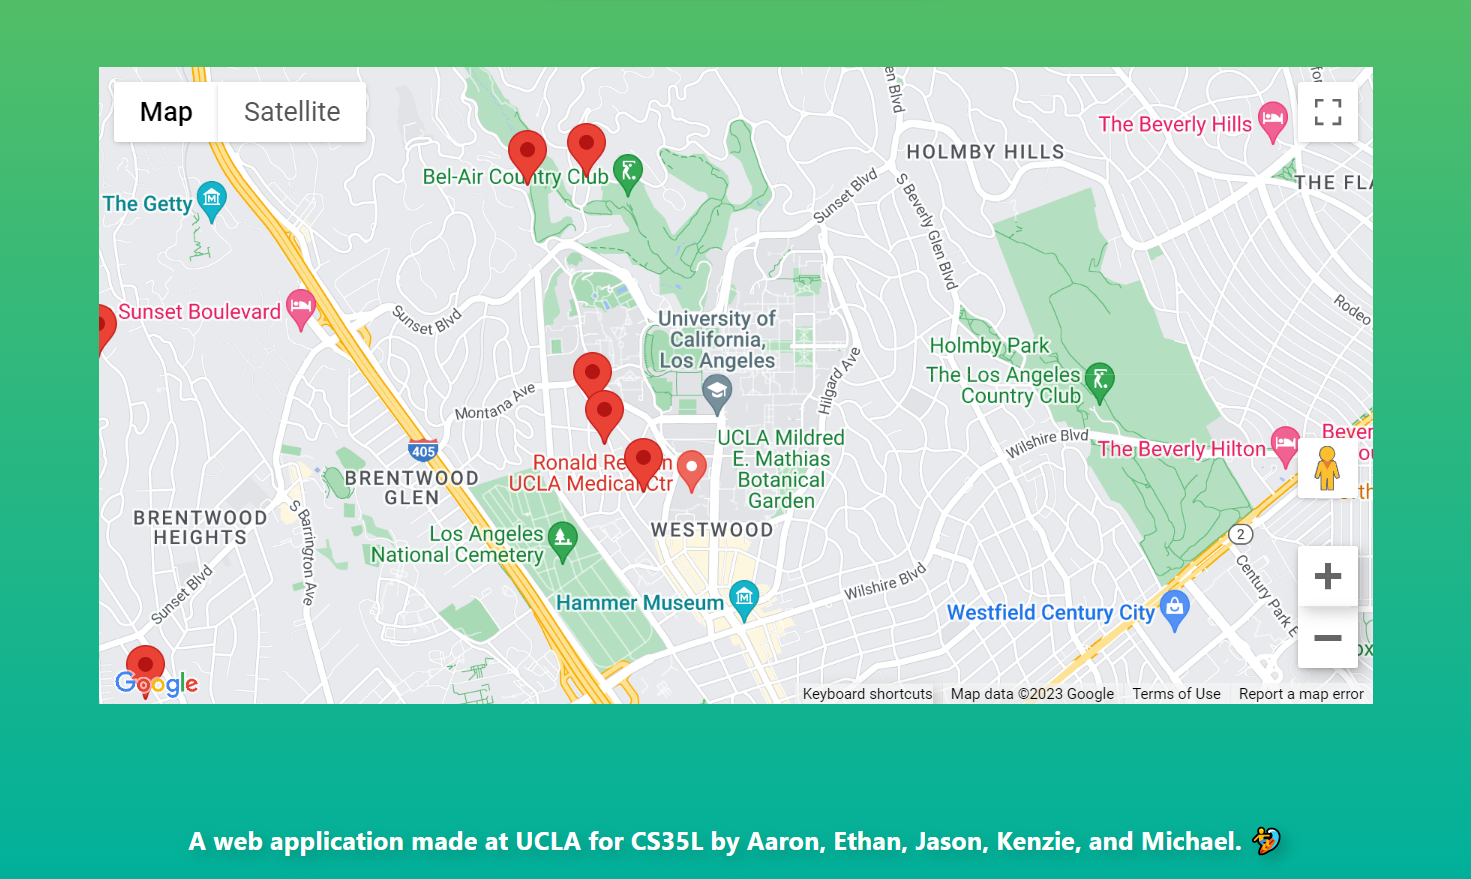 Map
Satellite
en Blvd
for
The Beverly Hills
HOLMBY HILLS
Bel-Air Country Club
THE FLA
The Getty
Sunset Blvd
S Beverly Glen Blvd
Sunset Boulevard
Sunset Blvd
University of
California,
Los Angeles
Rodeo
Holmby Park
The Los Angeles
Country Club
Hilgard Ave
Montana Ave
405
UCLA Mildred
E. Mathias
Botanical
Garden
Wilshire Blvd
The Beverly Hilton
Bever
Ronald
UCLA Medical Ctr
BRENTWOOD
GLEN
BRENTWOOD
HEIGHTS
S Barrington Ave
Los Angeles
National Cemetery
WESTWOOD
2
Sunset Blvd
Hammer Museum
Wilshire Blvd
Westfield Century City
Century Park E
Google
Keyboard shortcuts
Map data ©2023 Google
Terms of Use
Report a map error
A web application made at UCLA for CS35L by Aaron, Ethan, Jason, Kenzie, and Michael.